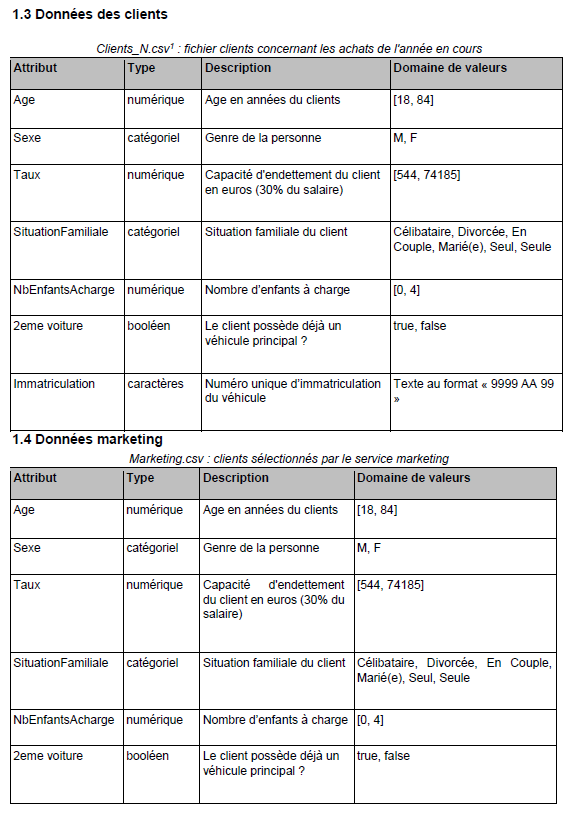 1.3 Données des clients
Clients_N.csv¹ : fichier clients concernant les achats de l'année en cours
Attribut Type Description Domaine de valeurs
Age numérique Age en années du clients [18, 84]
Sexe catégoriel Genre de la personne M, F
Taux numérique Capacité d'endettement du client [544, 74185]
en euros (30% du salaire)
SituationFamiliale catégoriel Situation familiale du client Célibataire, Divorcée, En
Couple, Marié(e), Seul, Seule
NbEnfantsAcharge numérique Nombre d'enfants à charge [0, 4]
2eme voiture booléen Le client possède déjà un true, false
véhicule principal ?
Immatriculation caractères Numéro unique d'immatriculation Texte au format « 9999 AA 99
du véhicule »
1.4 Données marketing
Marketing.csv : clients sélectionnés par le service marketing
Attribut Type Description Domaine de valeurs
Age numérique Age en années du clients [18, 84]
Sexe catégoriel Genre de la personne M, F
Taux numérique Capacité d'endettement [544, 74185]
du client en euros (30% du
salaire)
SituationFamiliale catégoriel Situation familiale du client Célibataire, Divorcée, En Couple,
Marié(e), Seul, Seule
NbEnfantsAcharge numérique Nombre d'enfants à charge [0, 4]
2eme voiture booléen Le client possède déjà un true, false
véhicule principal ?